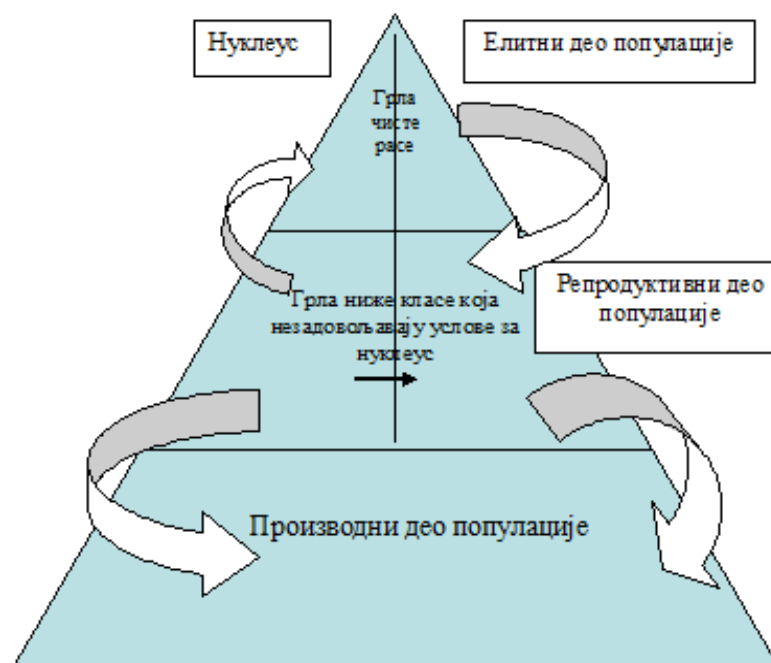 Нуклеус
Елитни део популације
Грла
чисте
расе
Репродуктивни део
популације
Грла ниже класе која
незадовољавају услове за
нуклеус
Производни део популације